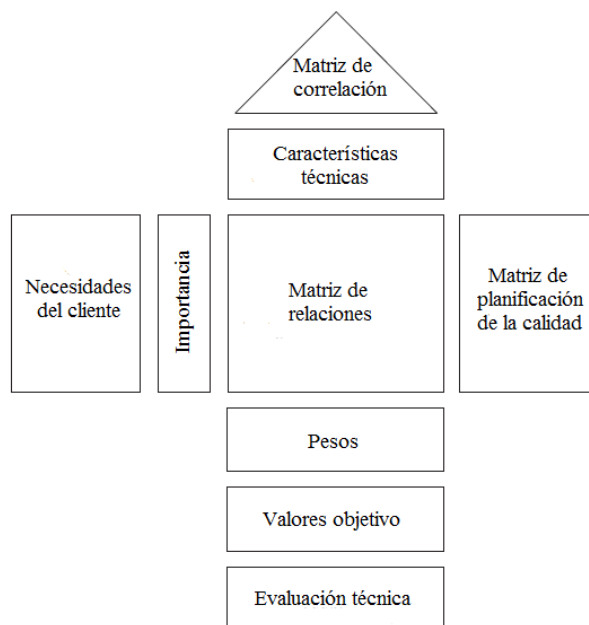 Matriz de
correlación
Características
técnicas
Necesidades
del cliente
Importancia
Matriz de
relaciones
Matriz de
planificación
de la calidad
Pesos
Valores objetivo
Evaluación técnica